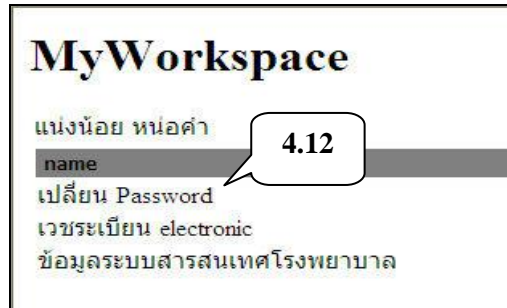 MyWorkspace
แน่งน้อย หน่อคำ
4.12
name
เปลี่ยน Password
เวชระเบียน electronic
ข้อมูลระบบสารสนเทศโรงพยาบาล